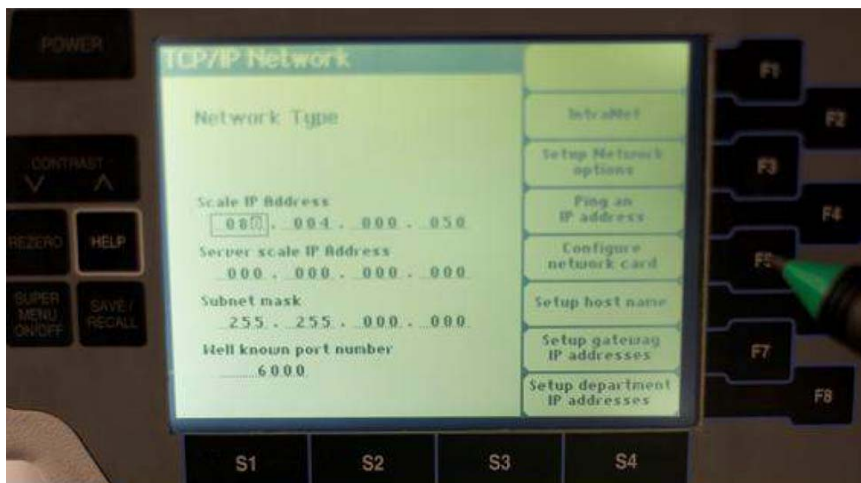 POWER
TCP/IP Network
F1
Network Type
IntraNet
F2
CONTRAST
Setup Network
options
F3
Scale IP Address
Ping an
IP address
F4
004 . 000 . 050
REZERO
HELP
Server scale IP Address
Configure
network card
F5
000 . 000 . 000 . 000
SUPER
MENU
ON/OFF
SAVE /
RECALL
Subnet mask
Setup host name
255 . 255 . 000 . 000
Well known port number
Setup gateway
IP addresses
F7
6000
Setup department
IP addresses
F8
S1
S2
S3
S4